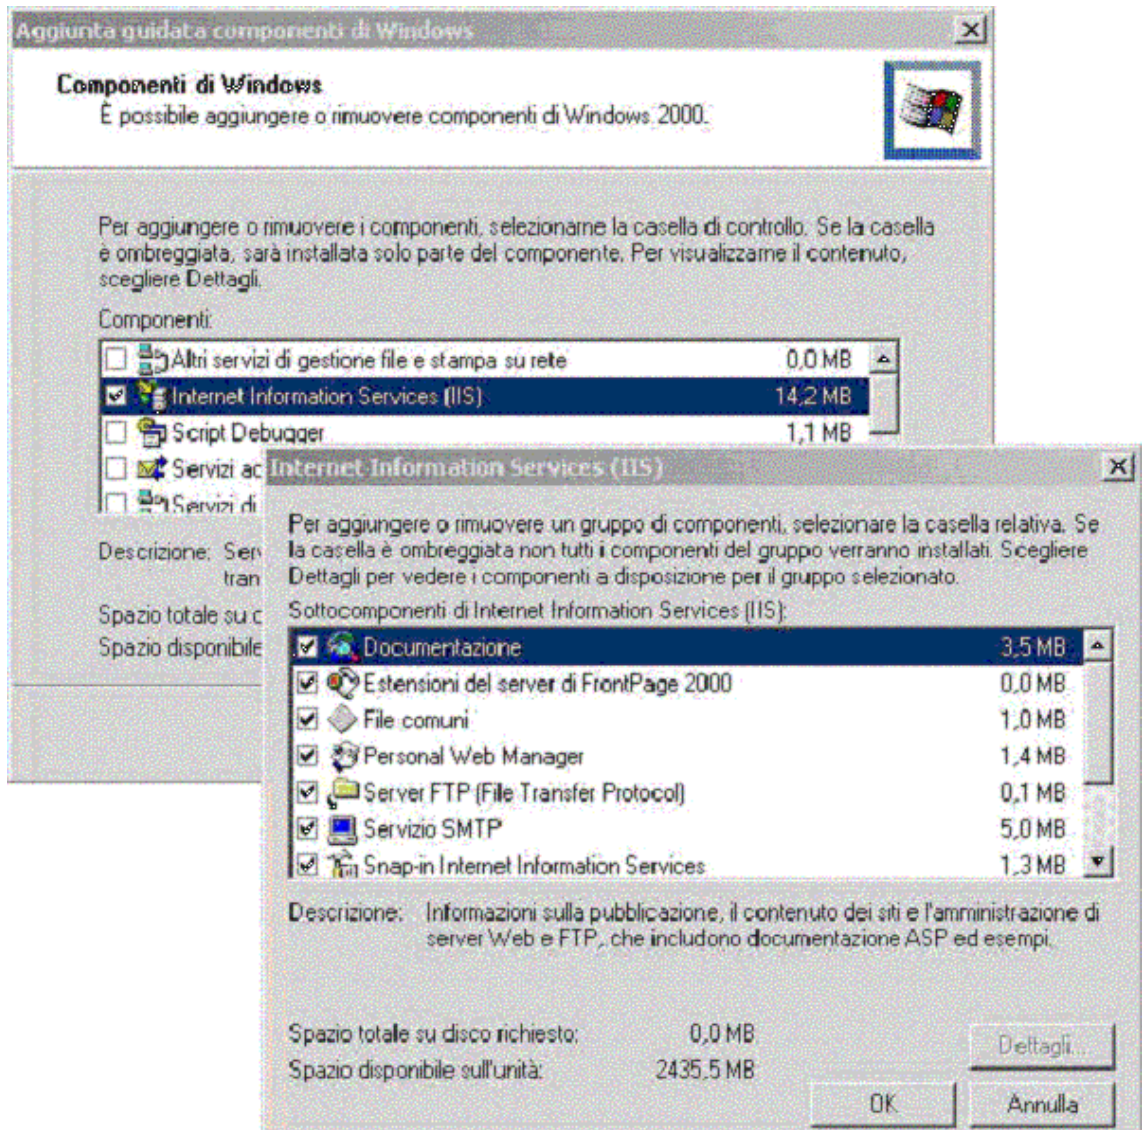 Aggiunta guidata componenti di Windows
Componenti di Windows
È possibile aggiungere o rimuovere componenti di Windows 2000.
Per aggiungere o rimuovere i componenti, selezionarne la casella di controllo. Se la casella
è ombreggiata, sarà installata solo parte del componente. Per visualizzarne il contenuto,
scegliere Dettagli.
Componenti:
Altri servizi di gestione file e stampa su rete 0,0 MB
Internet Information Services (IIS) 14,2 MB
Script Debugger 1,1 MB
Servizi ac
Servizi di
Descrizione: Serv
tran
Spazio totale su d
Spazio disponibile
Internet Information Services (IIS)
Per aggiungere o rimuovere un gruppo di componenti, selezionare la casella relativa. Se
la casella è ombreggiata non tutti i componenti del gruppo verranno installati. Scegliere
Dettagli per vedere i componenti a disposizione per il gruppo selezionato.
Sottocomponenti di Internet Information Services (IIS):
Documentazione 3,5 MB
Estensioni del server di FrontPage 2000 0,0 MB
File comuni 1,0 MB
Personal Web Manager 1,4 MB
Server FTP (File Transfer Protocol) 0,1 MB
Servizio SMTP 5,0 MB
Snap-in Internet Information Services 1,3 MB
Descrizione: Informazioni sulla pubblicazione, il contenuto dei siti e l'amministrazione di
server Web e FTP, che includono documentazione ASP ed esempi.
Spazio totale su disco richiesto: 0,0 MB
Spazio disponibile sull'unità: 2435,5 MB
Dettagli...
OK Annulla